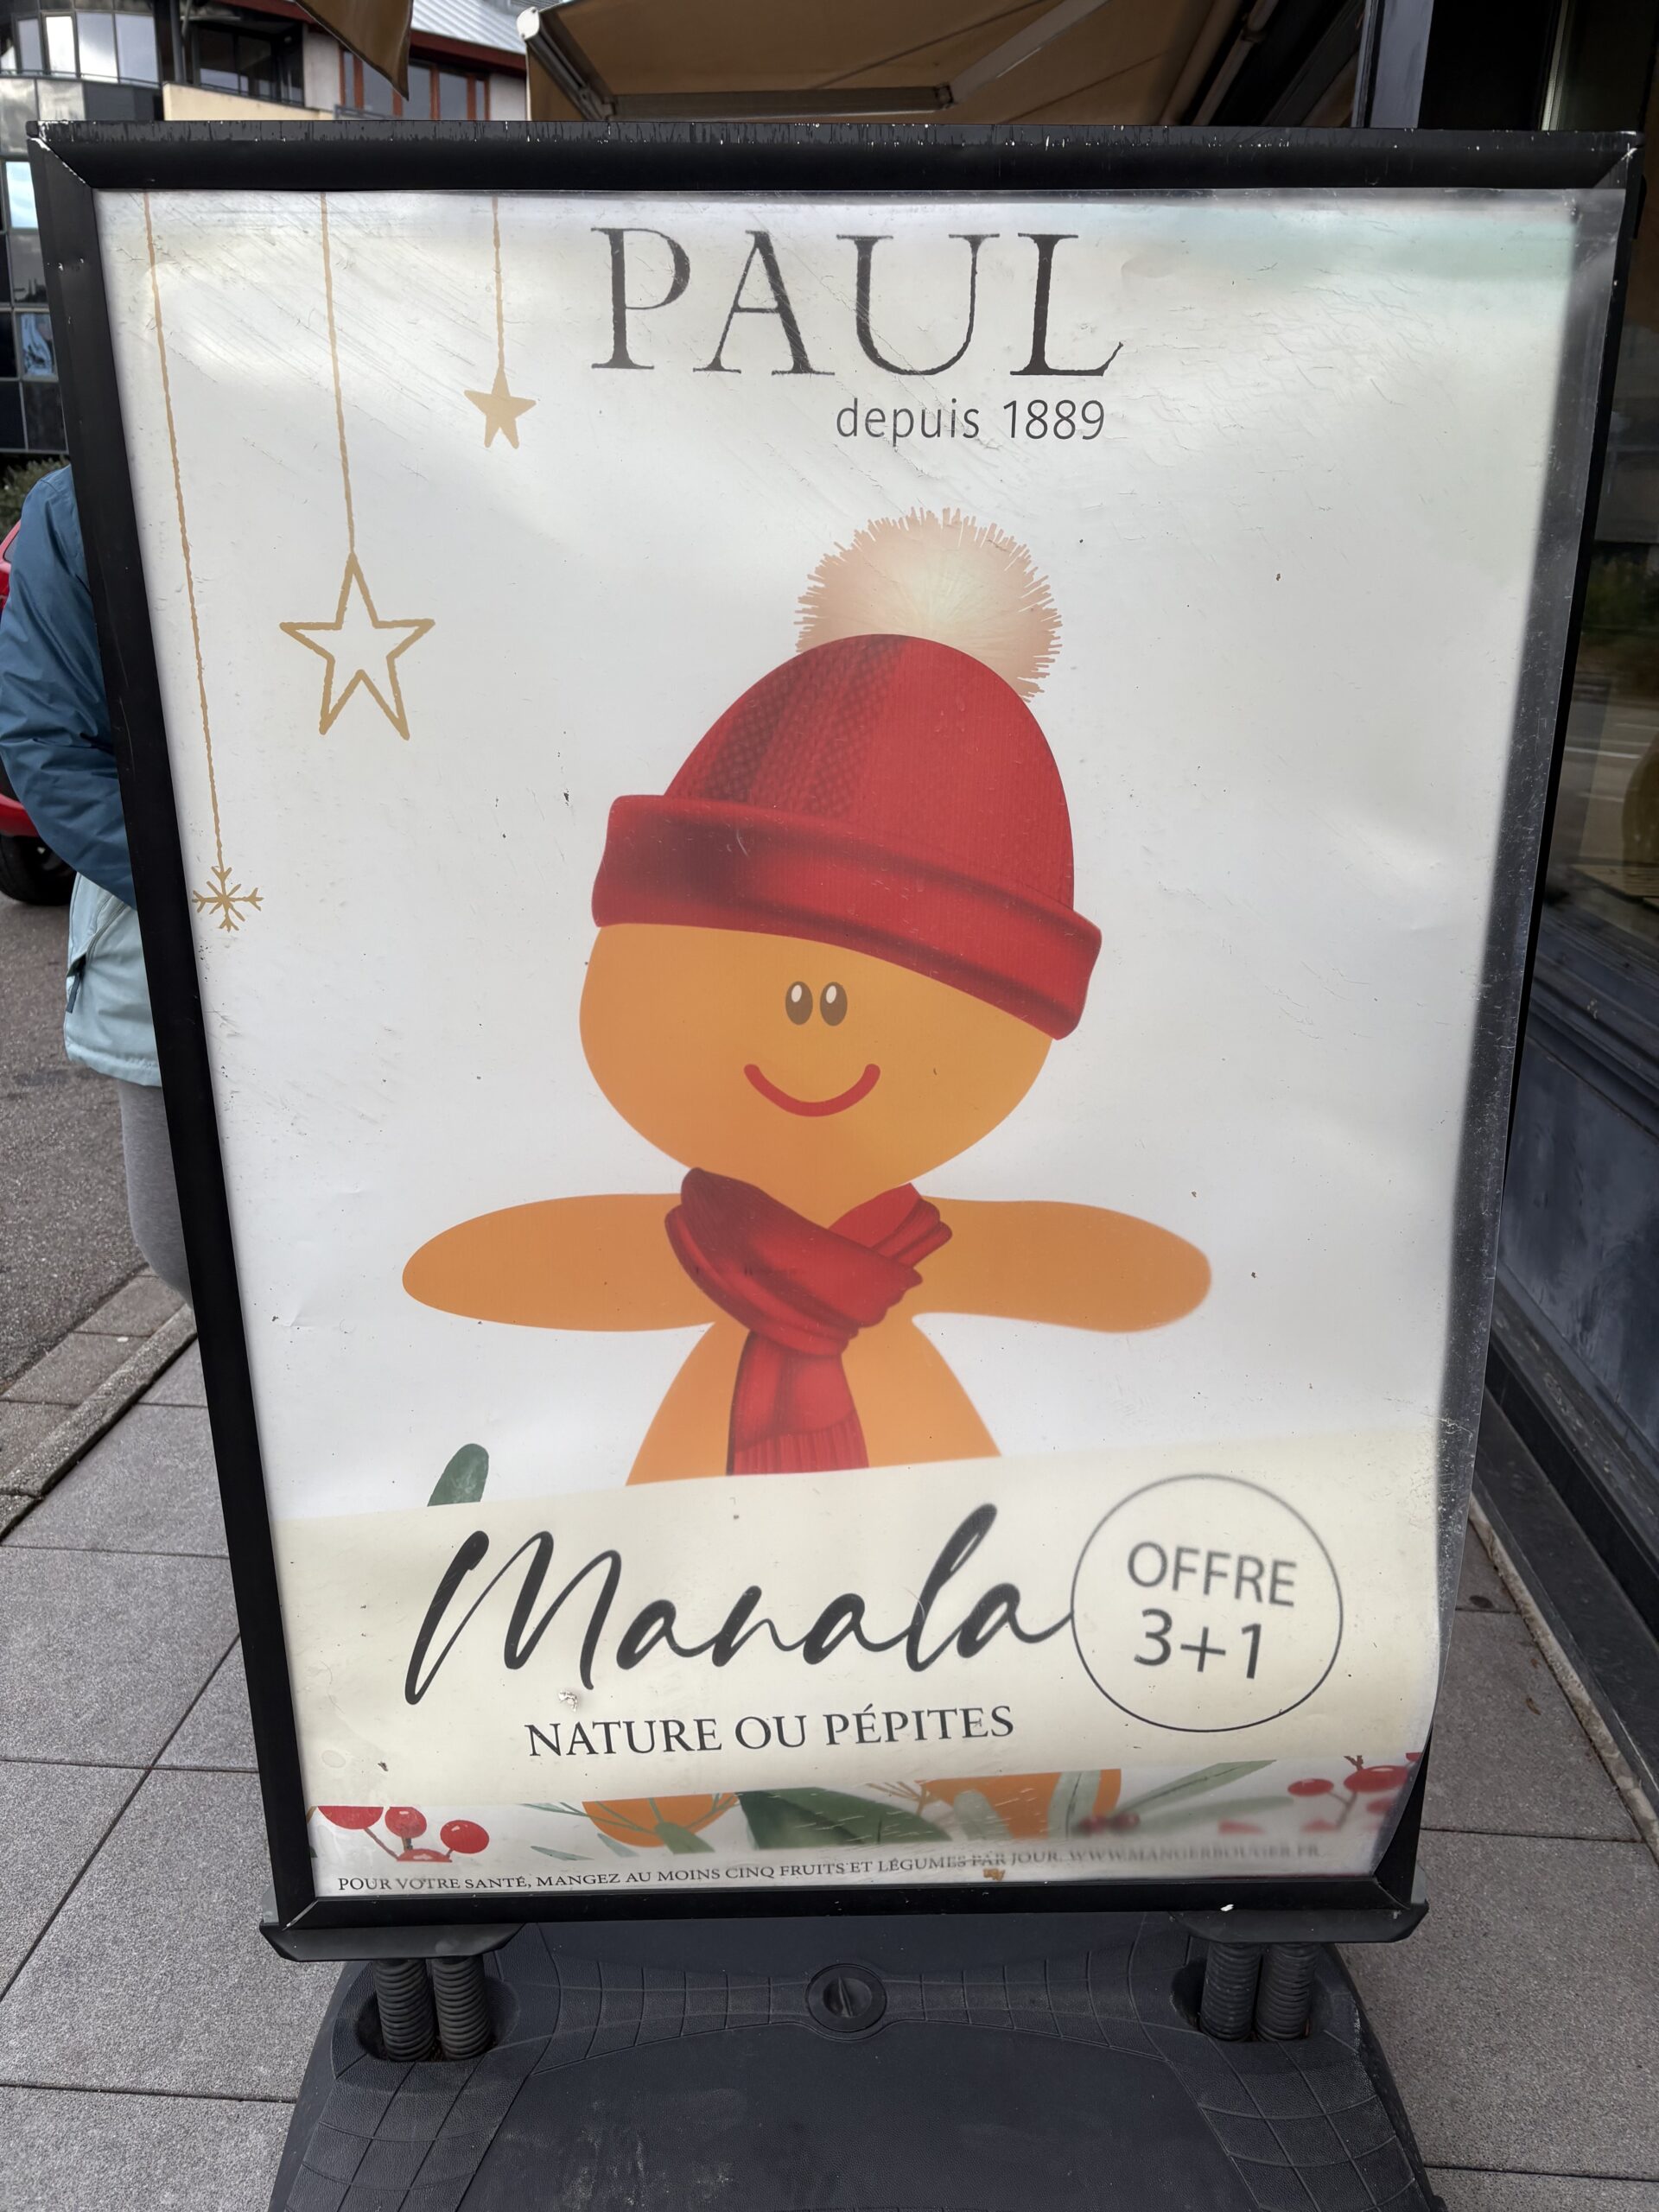 PAUL
depuis 1889
Manala
OFFRE
3+1
NATURE OU PÉPITES
POUR VOTRE SANTÉ, MANGEZ AU MOINS CINQ FRUITS ET LÉGUMES PAR JOUR. WWW.MANGERBOUGER.FR